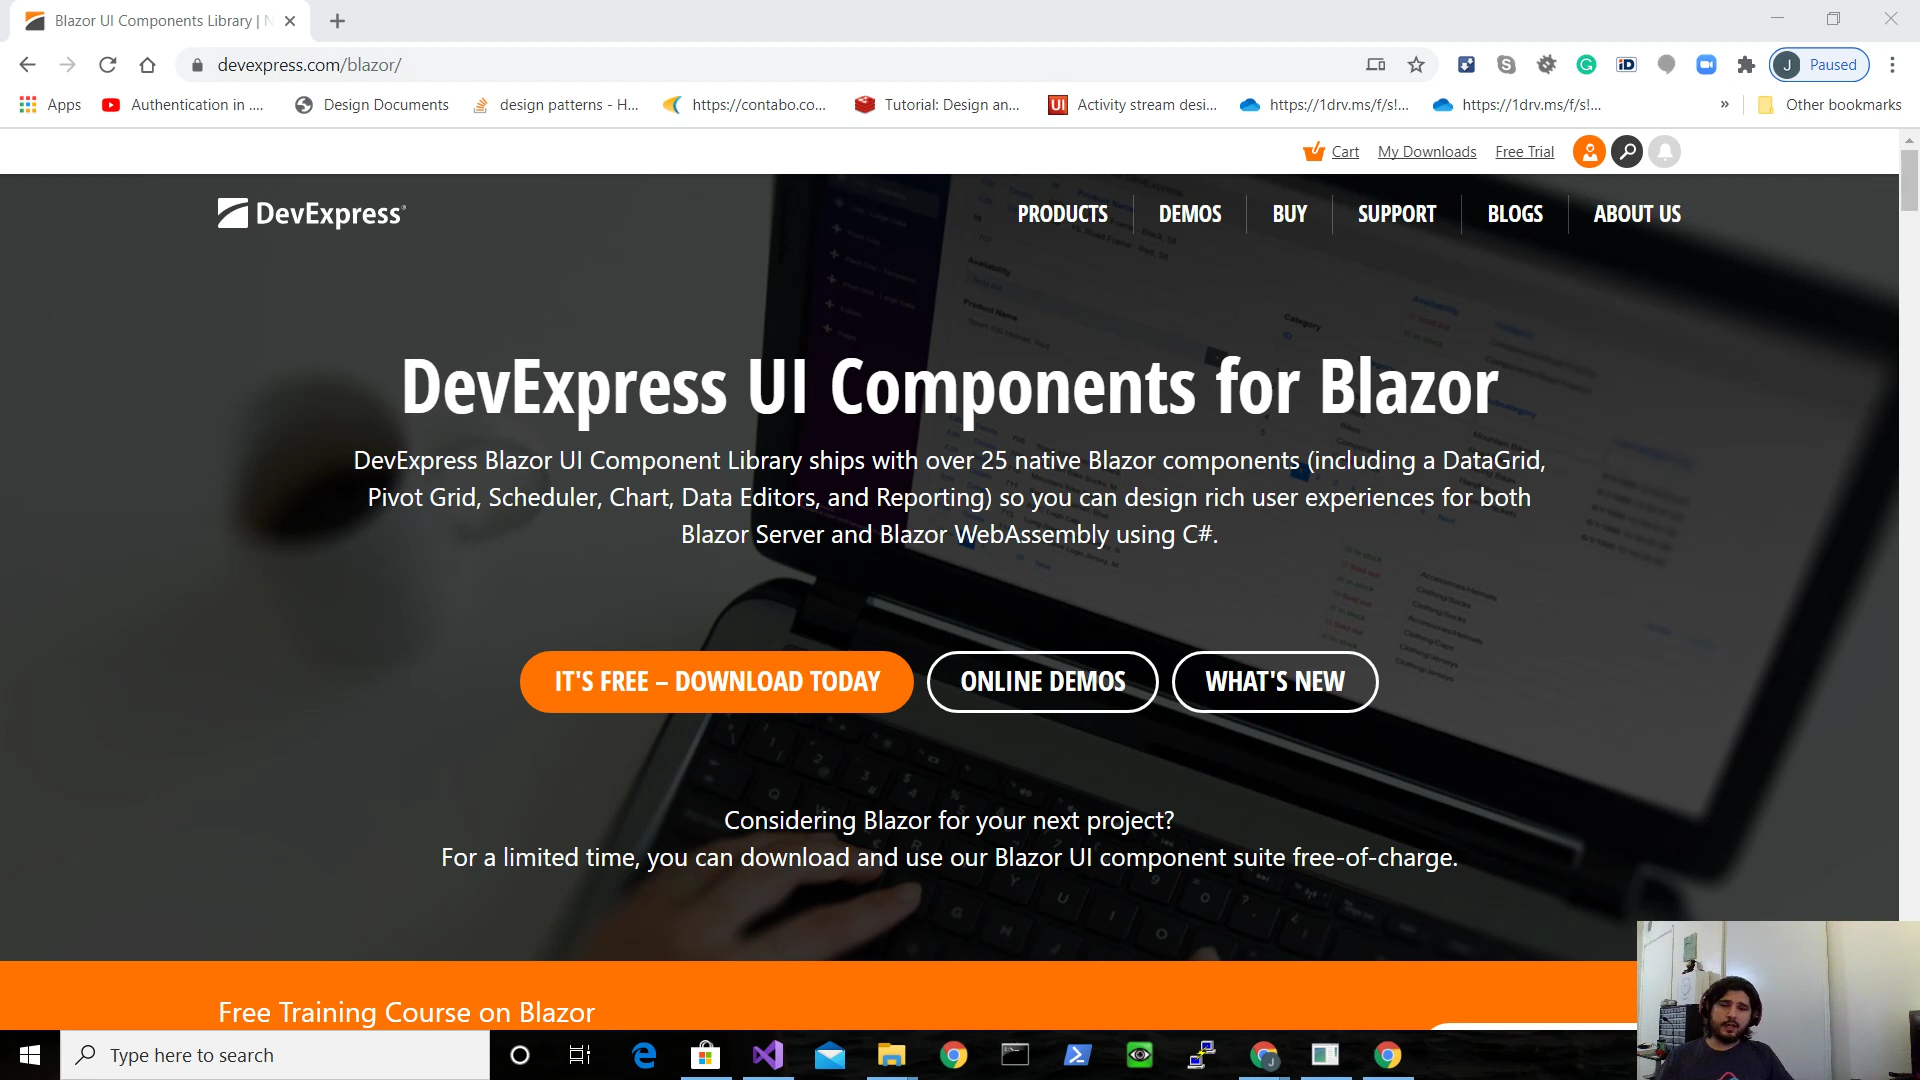 Blazor UI Components Library | N
devexpress.com/blazor/
J Paused
Apps
Authentication in ....
Design Documents
design patterns - H...
https://contabo.co...
Tutorial: Design an...
UI Activity stream desi...
https://1drv.ms/f/s!...
https://1drv.ms/f/s!...
»
Other bookmarks
Cart
My Downloads
Free Trial
DevExpress
PRODUCTS
DEMOS
BUY
SUPPORT
BLOGS
ABOUT US
DevExpress UI Components for Blazor
DevExpress Blazor UI Component Library ships with over 25 native Blazor components (including a DataGrid,
Pivot Grid, Scheduler, Chart, Data Editors, and Reporting) so you can design rich user experiences for both
Blazor Server and Blazor WebAssembly using C#.
IT'S FREE – DOWNLOAD TODAY
ONLINE DEMOS
WHAT'S NEW
Considering Blazor for your next project?
For a limited time, you can download and use our Blazor UI component suite free-of-charge.
Free Training Course on Blazor
Type here to search